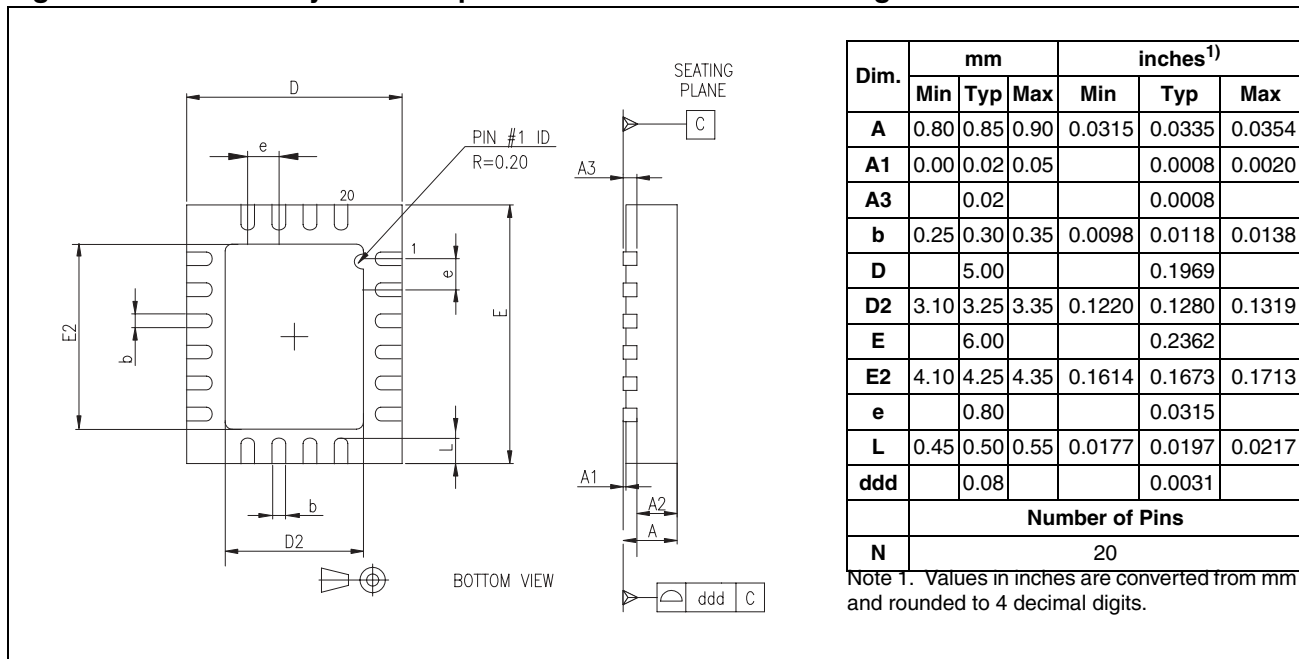 D
e
PIN #1 ID
R=0.20
20
1
e
E2
b
E
L
b
D2
BOTTOM VIEW
SEATING
PLANE
C
A3
A1
A2
A
ddd C
Dim. mm inches1)
Min Typ Max Min Typ Max
A 0.80 0.85 0.90 0.0315 0.0335 0.0354
A1 0.00 0.02 0.05 0.0008 0.0020
A3 0.02 0.0008
b 0.25 0.30 0.35 0.0098 0.0118 0.0138
D 5.00 0.1969
D2 3.10 3.25 3.35 0.1220 0.1280 0.1319
E 6.00 0.2362
E2 4.10 4.25 4.35 0.1614 0.1673 0.1713
e 0.80 0.0315
L 0.45 0.50 0.55 0.0177 0.0197 0.0217
ddd 0.08 0.0031
Number of Pins
N 20
Note 1. Values in inches are converted from mm
and rounded to 4 decimal digits.